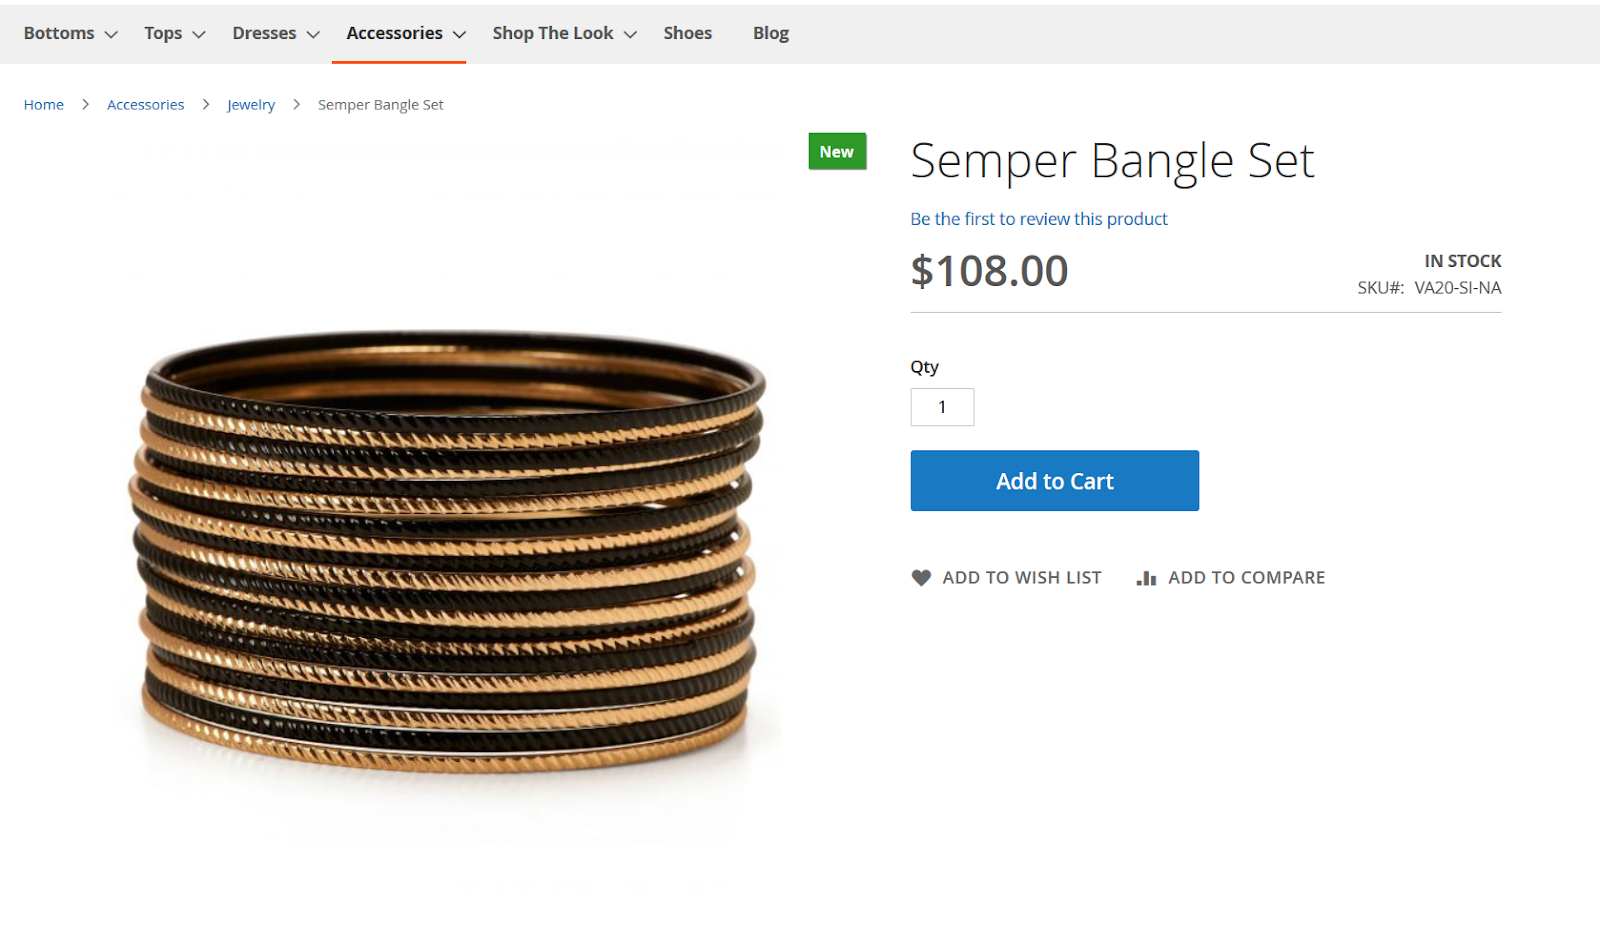 Bottoms Tops Dresses Accessories Shop The Look Shoes Blog
Home > Accessories > Jewelry > Semper Bangle Set
New
Semper Bangle Set
Be the first to review this product
$108.00
IN STOCK
SKU#: VA20-SI-NA
Qty
1
Add to Cart
ADD TO WISH LIST ADD TO COMPARE